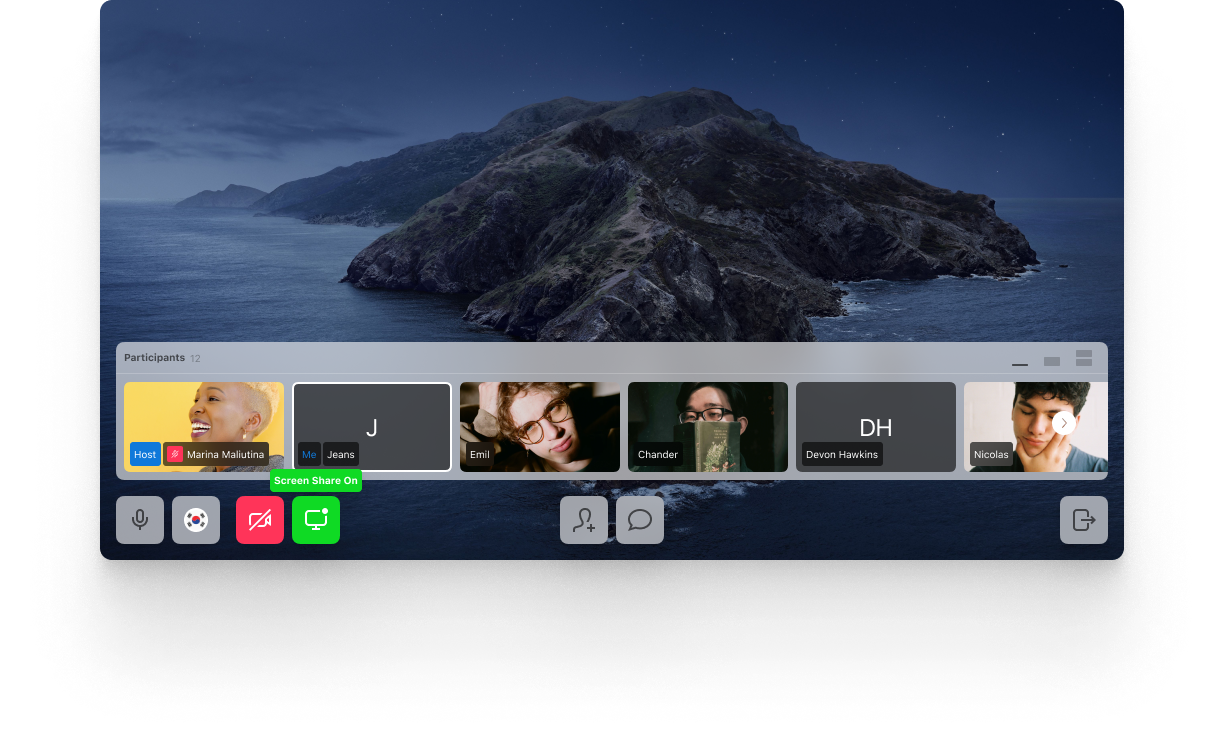 Participants 12
J
DH
Host Marina Maliutina
Me Jeans
Emil
Chander
Devon Hawkins
Nicolas
Screen Share On